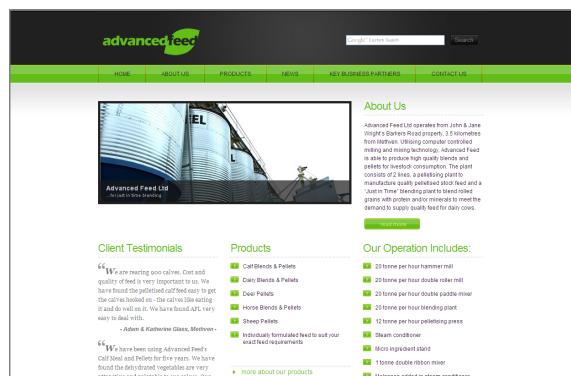 advancedfeed
Google™ Custom Search
Search
HOME
ABOUT US
PRODUCTS
NEWS
KEY BUSINESS PARTNERS
CONTACT US
EL
Advanced Feed Ltd
...for Just in Time blending
About Us
Advanced Feed Ltd operates from John & Jane
Wright's Barkers Road property, 3.5 kilometres
from Methven. Utilising computer controlled
milling and mixing technology, Advanced Feed
is able to produce high quality blends and
pellets for livestock consumption. The plant
consists of 2 lines, a pelletising plant to
manufacture quality pelletised stock feed and a
"Just in Time" blending plant to blend rolled
grains with protein and/or minerals to meet the
demand to supply quality feed for dairy cows.
read more
Client Testimonials
“We are rearing 900 calves. Cost and
quality of feed is very important to us. We
have found the pelletised calf feed easy to get
the calves hooked on - the calves like eating
it and do well on it. We have found AFL very
easy to deal with.
- Adam & Katherine Glass, Methven -
“We have been using Advanced Feed's
Calf Meal and Pellets for five years. We have
found the dehydrated vegetables are very
Products
Calf Blends & Pellets
Dairy Blends & Pellets
Deer Pellets
Horse Blends & Pellets
Sheep Pellets
Individually formulated feed to suit your
exact feed requirements
more about our products
Our Operation Includes:
20 tonne per hour hammer mill
20 tonne per hour double roller mill
20 tonne per hour double paddle mixer
20 tonne per hour blending plant
12 tonne per hour pelletising press
Steam conditioner
Micro ingredient stand
1 tonne double ribbon mixer